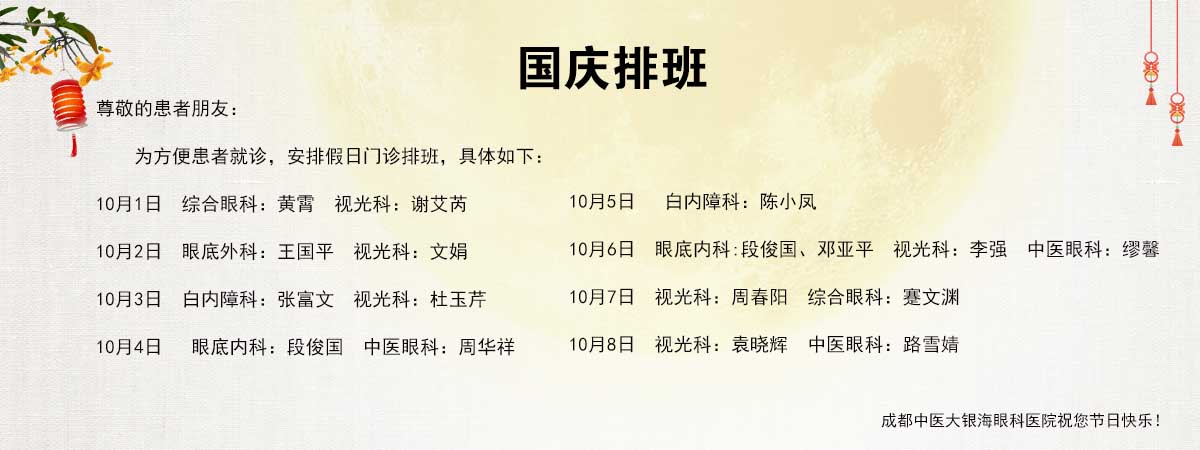 国庆排班
尊敬的患者朋友：
为方便患者就诊，安排假日门诊排班，具体如下：
10月1日 综合眼科：黄霄 视光科：谢艾芮
10月2日 眼底外科：王国平 视光科：文娟
10月3日 白内障科：张富文 视光科：杜玉芹
10月4日 眼底内科：段俊国 中医眼科：周华祥
10月5日 白内障科：陈小凤
10月6日 眼底内科:段俊国、邓亚平 视光科：李强 中医眼科：缪馨
10月7日 视光科：周春阳 综合眼科：蹇文渊
10月8日 视光科：袁晓辉 中医眼科：路雪婧
成都中医大银海眼科医院祝您节日快乐！